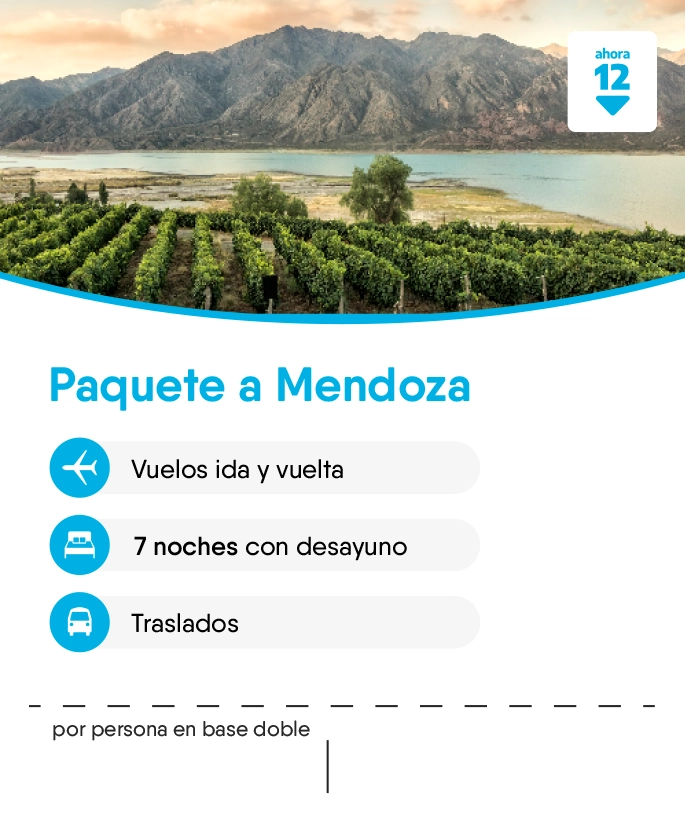 ahora
12
Paquete a Mendoza
Vuelos ida y vuelta
7 noches con desayuno
Traslados
por persona en base doble